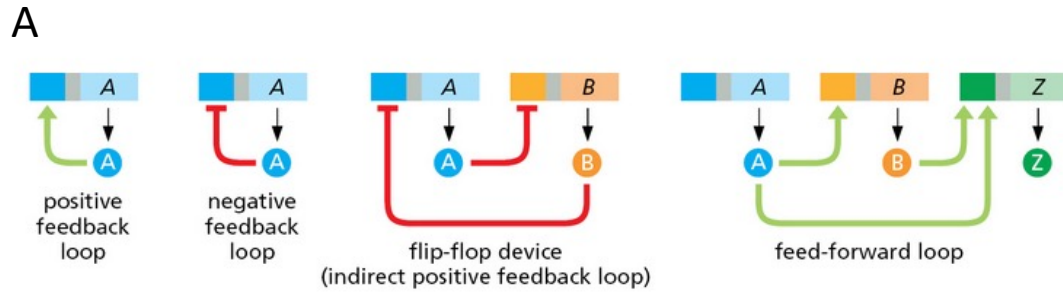 A
A A A B A B Z
A A A B A B Z
positive
feedback
loop
negative
feedback
loop
flip-flop device
(indirect positive feedback loop)
feed-forward loop